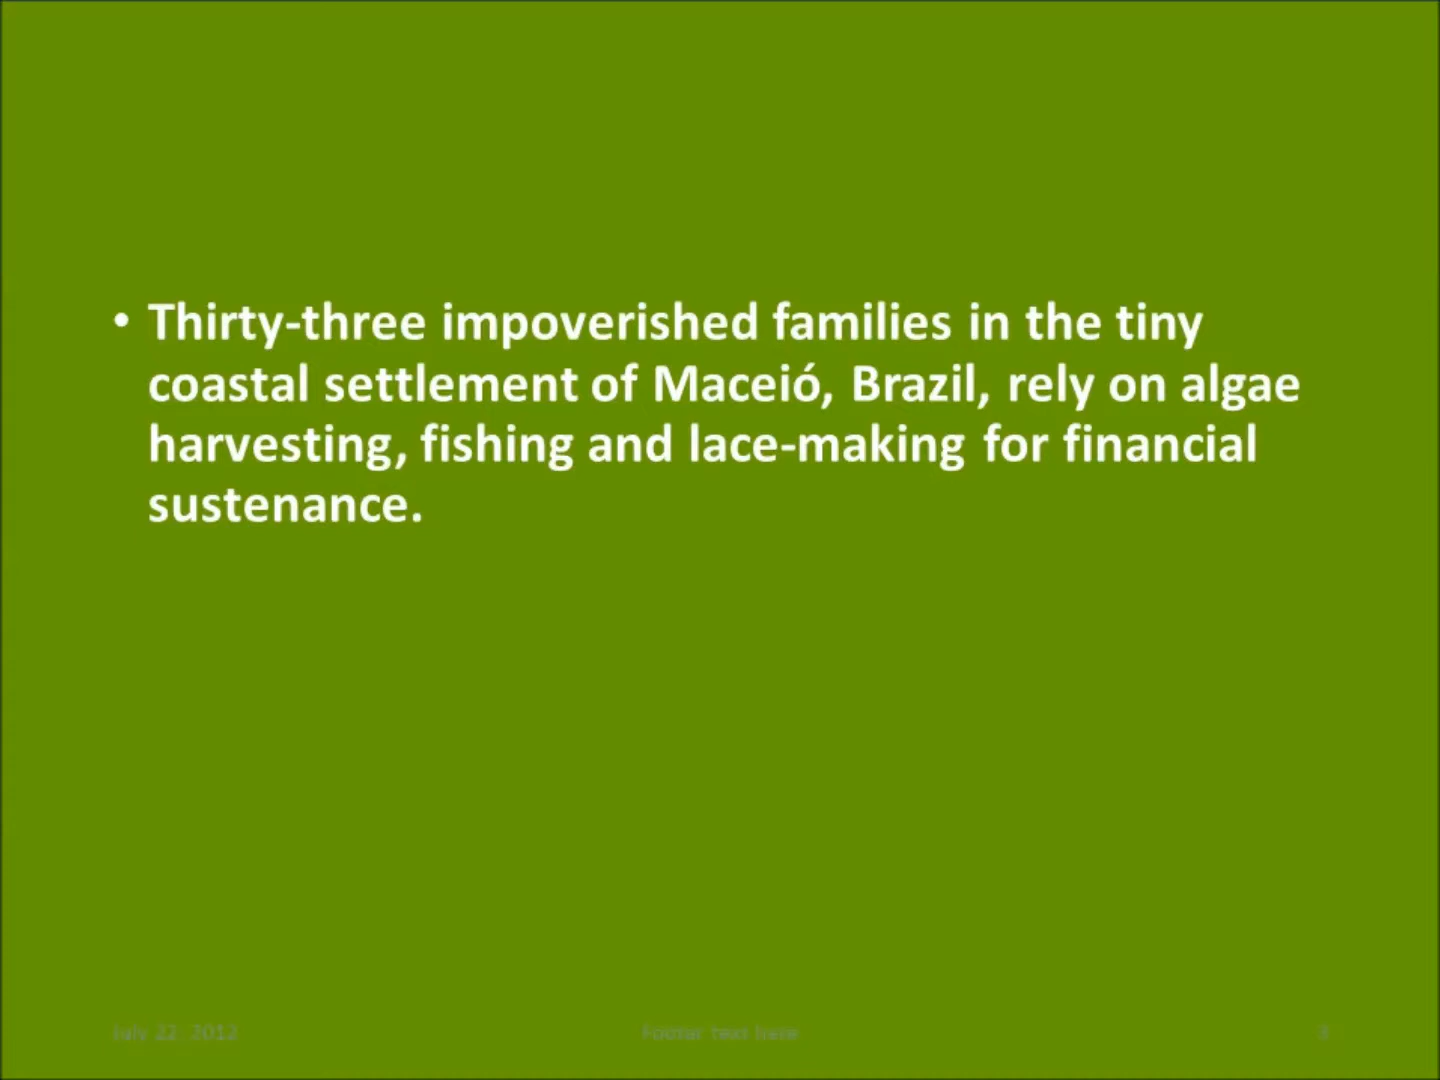 • Thirty-three impoverished families in the tiny
coastal settlement of Maceió, Brazil, rely on algae
harvesting, fishing and lace-making for financial
sustenance.
July 22, 2012
Footer text here
3